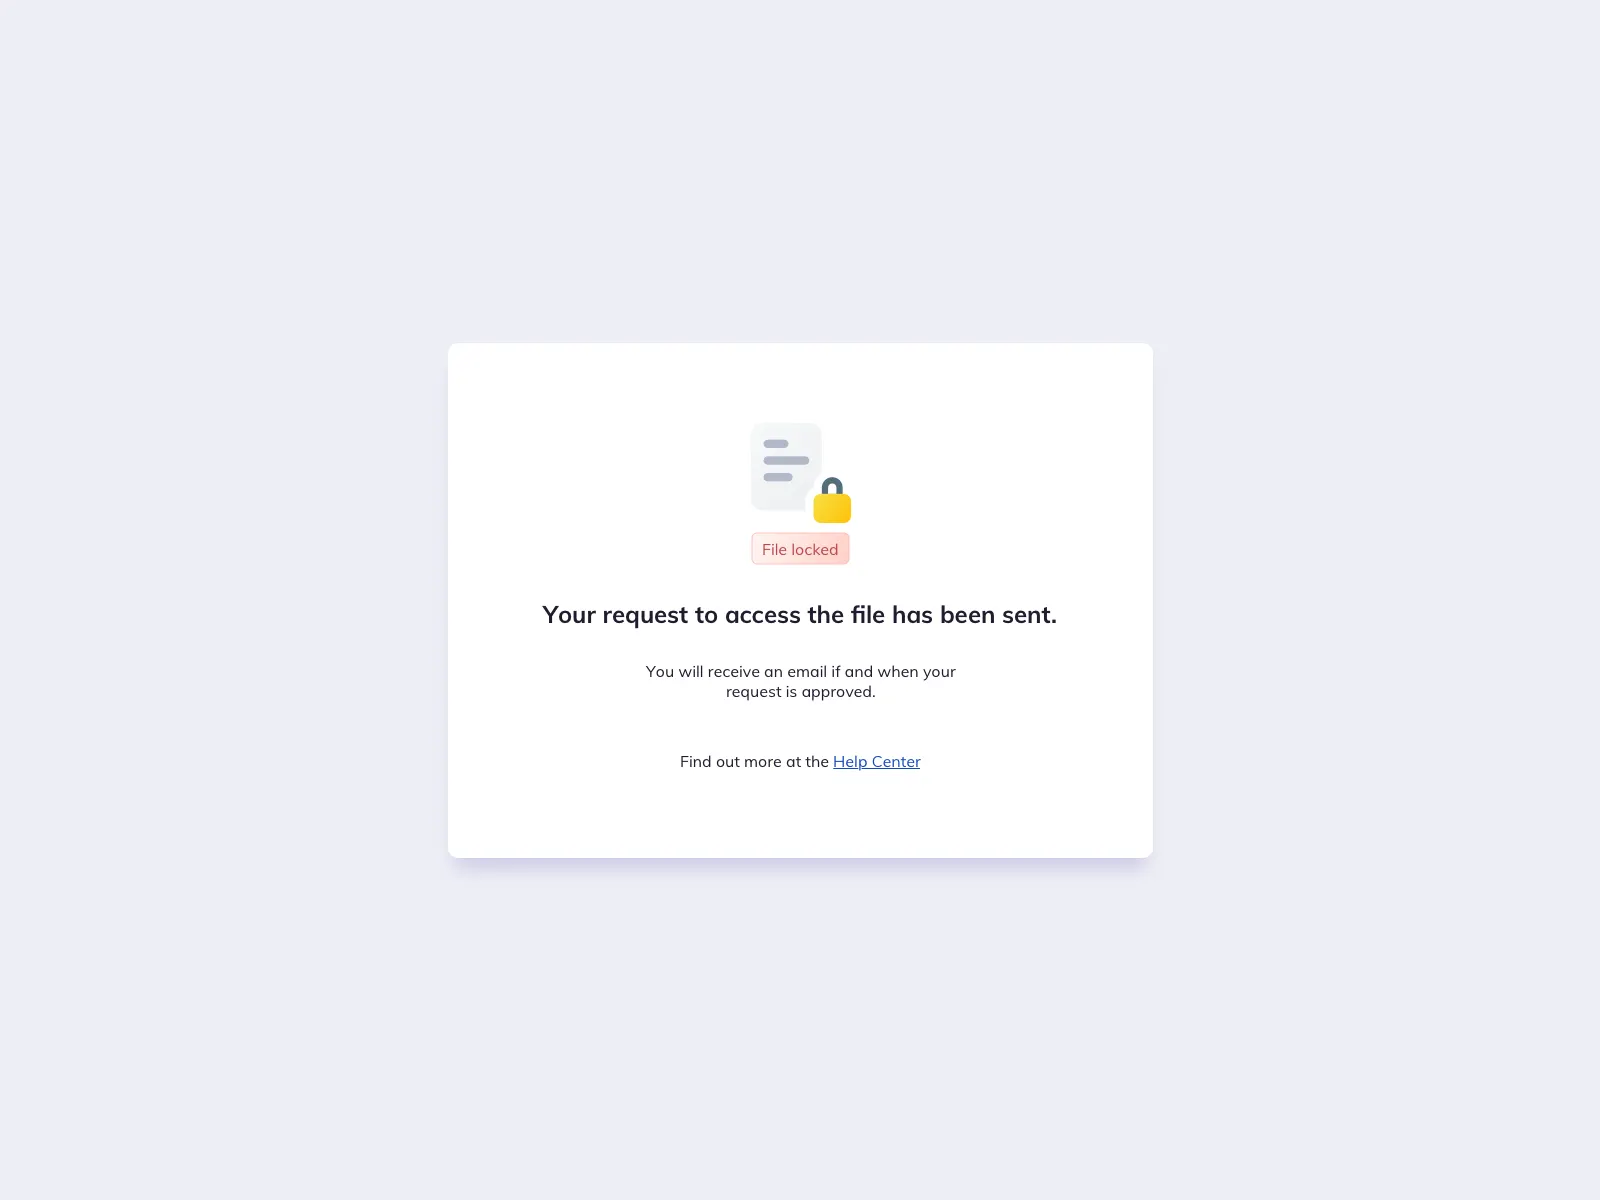 File locked
Your request to access the file has been sent.
You will receive an email if and when your
request is approved.
Find out more at the Help Center